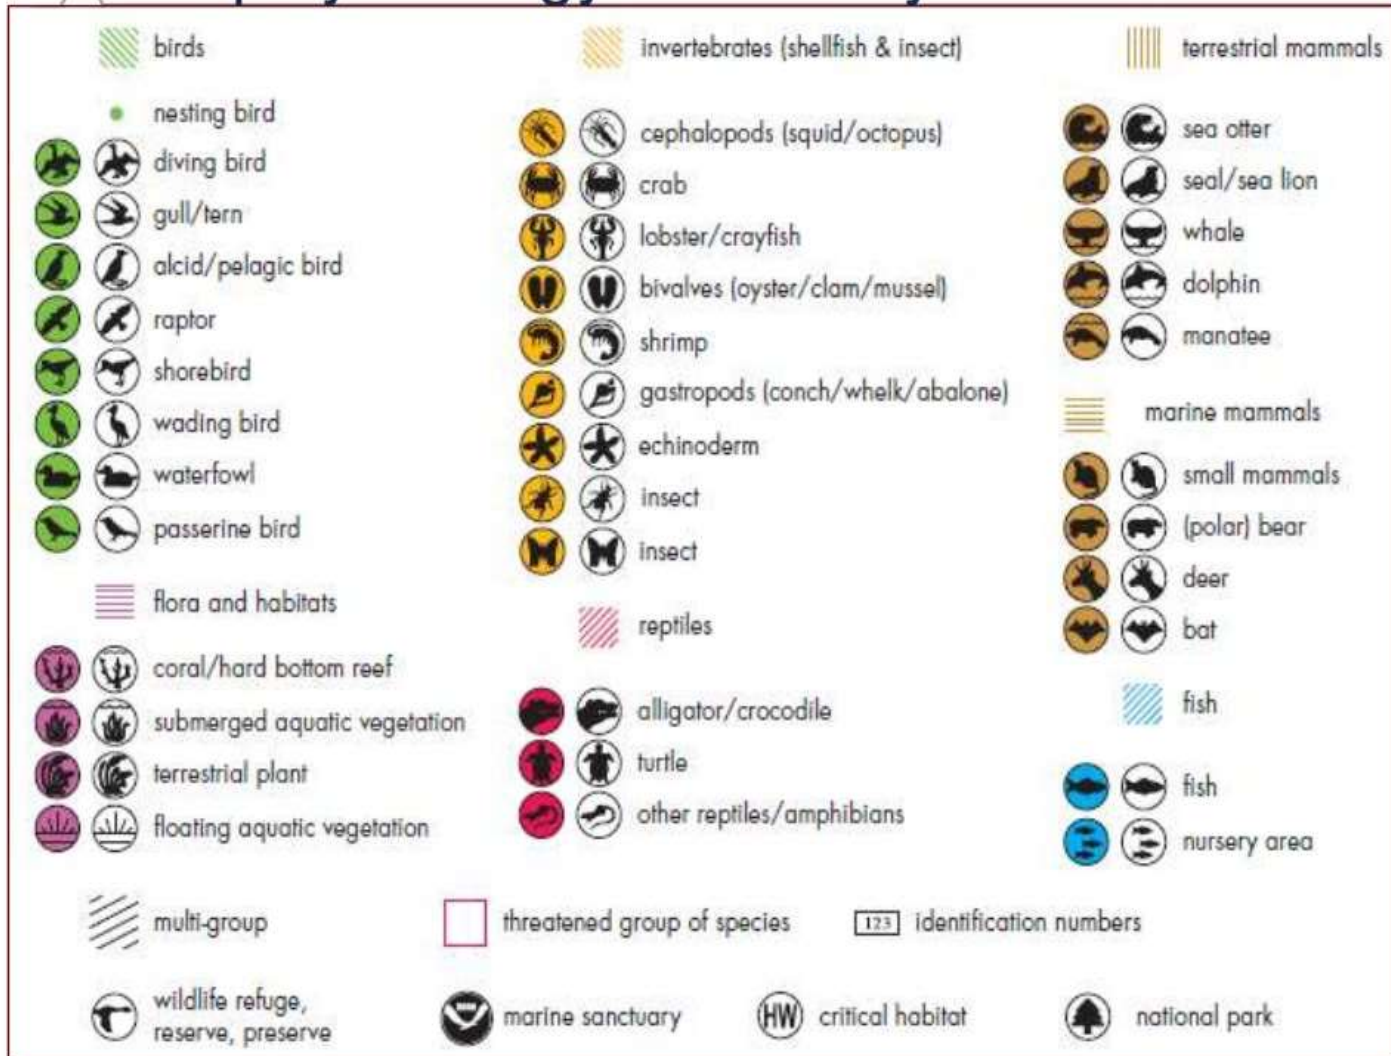 birds
nesting bird
diving bird
gull/tern
alcid/pelagic bird
raptor
shorebird
wading bird
waterfowl
passerine bird
flora and habitats
coral/hard bottom reef
submerged aquatic vegetation
terrestrial plant
floating aquatic vegetation
invertebrates (shellfish & insect)
cephalopods (squid/octopus)
crab
lobster/crayfish
bivalves (oyster/clam/mussel)
shrimp
gastropods (conch/whelk/abalone)
echinoderm
insect
insect
reptiles
alligator/crocodile
turtle
other reptiles/amphibians
terrestrial mammals
sea otter
seal/sea lion
whale
dolphin
manatee
marine mammals
small mammals
(polar) bear
deer
bat
fish
fish
nursery area
multi-group
threatened group of species
123 identification numbers
wildlife refuge,
reserve, preserve
marine sanctuary
HW critical habitat
national park